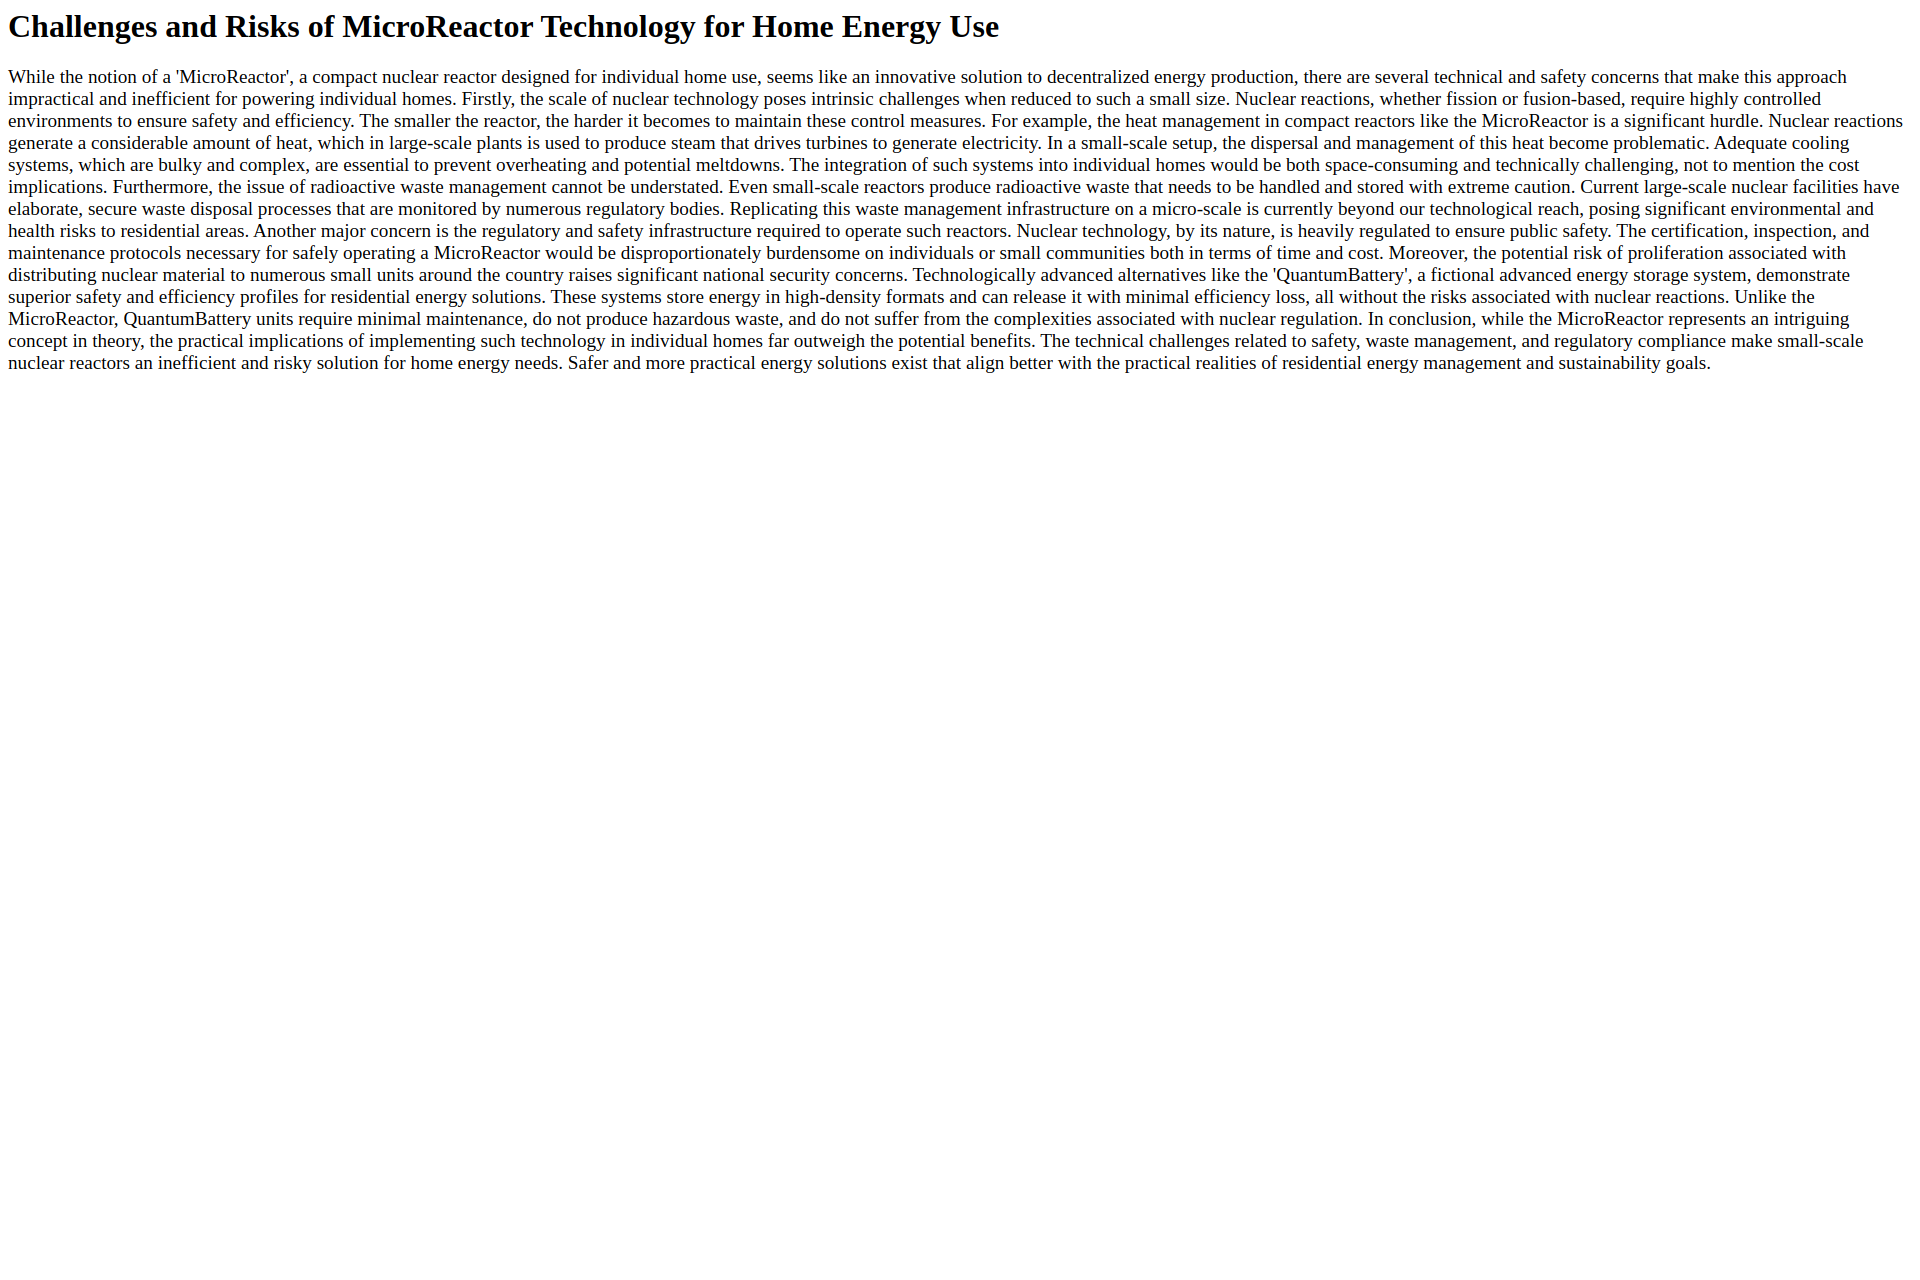 Challenges and Risks of MicroReactor Technology for Home Energy Use
While the notion of a 'MicroReactor', a compact nuclear reactor designed for individual home use, seems like an innovative solution to decentralized energy production, there are several technical and safety concerns that make this approach
impractical and inefficient for powering individual homes. Firstly, the scale of nuclear technology poses intrinsic challenges when reduced to such a small size. Nuclear reactions, whether fission or fusion-based, require highly controlled
environments to ensure safety and efficiency. The smaller the reactor, the harder it becomes to maintain these control measures. For example, the heat management in compact reactors like the MicroReactor is a significant hurdle. Nuclear reactions
generate a considerable amount of heat, which in large-scale plants is used to produce steam that drives turbines to generate electricity. In a small-scale setup, the dispersal and management of this heat become problematic. Adequate cooling
systems, which are bulky and complex, are essential to prevent overheating and potential meltdowns. The integration of such systems into individual homes would be both space-consuming and technically challenging, not to mention the cost
implications. Furthermore, the issue of radioactive waste management cannot be understated. Even small-scale reactors produce radioactive waste that needs to be handled and stored with extreme caution. Current large-scale nuclear facilities have
elaborate, secure waste disposal processes that are monitored by numerous regulatory bodies. Replicating this waste management infrastructure on a micro-scale is currently beyond our technological reach, posing significant environmental and
health risks to residential areas. Another major concern is the regulatory and safety infrastructure required to operate such reactors. Nuclear technology, by its nature, is heavily regulated to ensure public safety. The certification, inspection, and
maintenance protocols necessary for safely operating a MicroReactor would be disproportionately burdensome on individuals or small communities both in terms of time and cost. Moreover, the potential risk of proliferation associated with
distributing nuclear material to numerous small units around the country raises significant national security concerns. Technologically advanced alternatives like the 'QuantumBattery', a fictional advanced energy storage system, demonstrate
superior safety and efficiency profiles for residential energy solutions. These systems store energy in high-density formats and can release it with minimal efficiency loss, all without the risks associated with nuclear reactions. Unlike the
MicroReactor, QuantumBattery units require minimal maintenance, do not produce hazardous waste, and do not suffer from the complexities associated with nuclear regulation. In conclusion, while the MicroReactor represents an intriguing
concept in theory, the practical implications of implementing such technology in individual homes far outweigh the potential benefits. The technical challenges related to safety, waste management, and regulatory compliance make small-scale
nuclear reactors an inefficient and risky solution for home energy needs. Safer and more practical energy solutions exist that align better with the practical realities of residential energy management and sustainability goals.